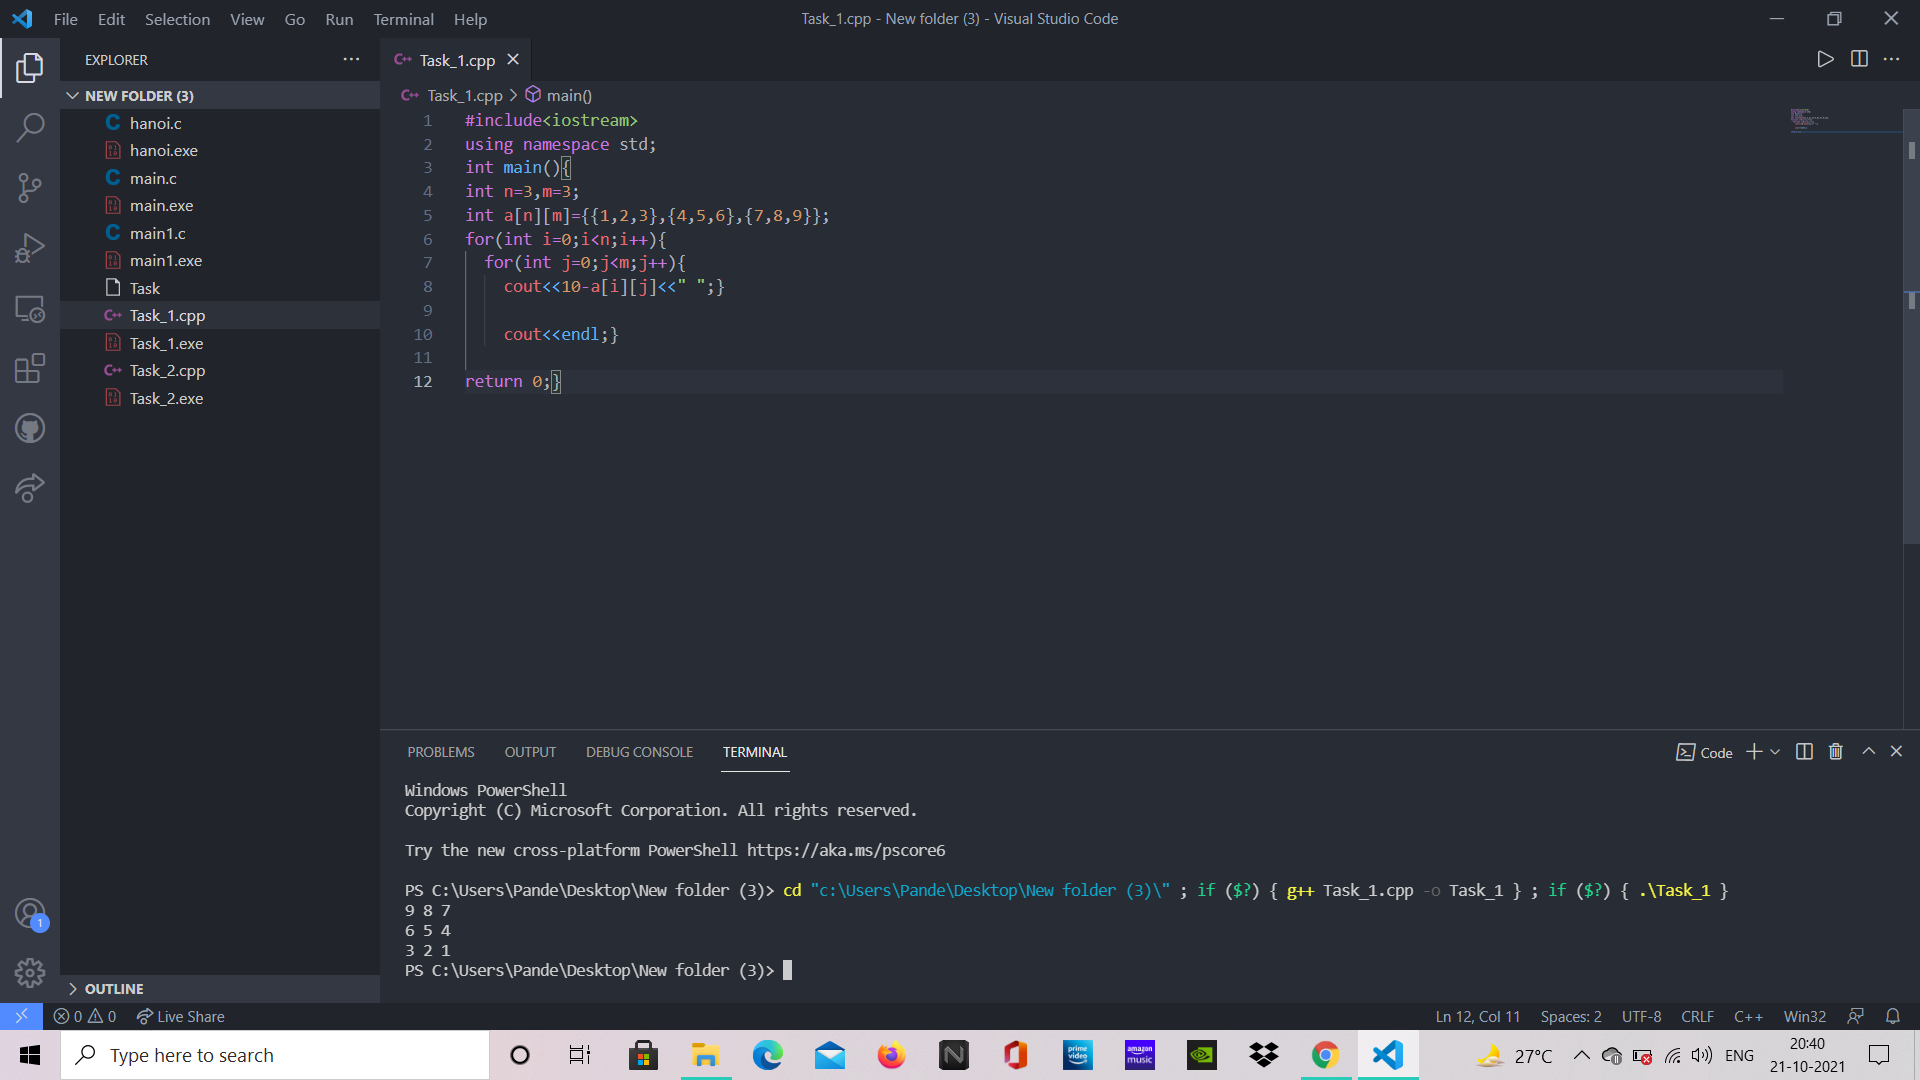 File Edit Selection View Go Run Terminal Help
Task_1.cpp - New folder (3) - Visual Studio Code
EXPLORER
NEW FOLDER (3)
hanoi.c
hanoi.exe
main.c
main.exe
main1.c
main1.exe
Task
Task_1.cpp
Task_1.exe
Task_2.cpp
Task_2.exe
OUTLINE
Task_1.cpp
Task_1.cpp > main()
1 #include<iostream>
2 using namespace std;
3 int main(){
4 int n=3,m=3;
5 int a[n][m]={{1,2,3},{4,5,6},{7,8,9}};
6 for(int i=0;i<n;i++){
7 for(int j=0;j<m;j++){
8 cout<<10-a[i][j]<<" ";}
9
10 cout<<endl;}
11
12 return 0;}
PROBLEMS OUTPUT DEBUG CONSOLE TERMINAL
Code
Windows PowerShell
Copyright (C) Microsoft Corporation. All rights reserved.
Try the new cross-platform PowerShell https://aka.ms/pscore6
PS C:\Users\Pande\Desktop\New folder (3)> cd "c:\Users\Pande\Desktop\New folder (3)\" ; if ($?) { g++ Task_1.cpp -o Task_1 } ; if ($?) { .\Task_1 }
9 8 7
6 5 4
3 2 1
PS C:\Users\Pande\Desktop\New folder (3)>
1
0 0 Live Share
Ln 12, Col 11 Spaces: 2 UTF-8 CRLF C++ Win32
Type here to search
prime video
amazon music
27°C
ENG
20:40
21-10-2021